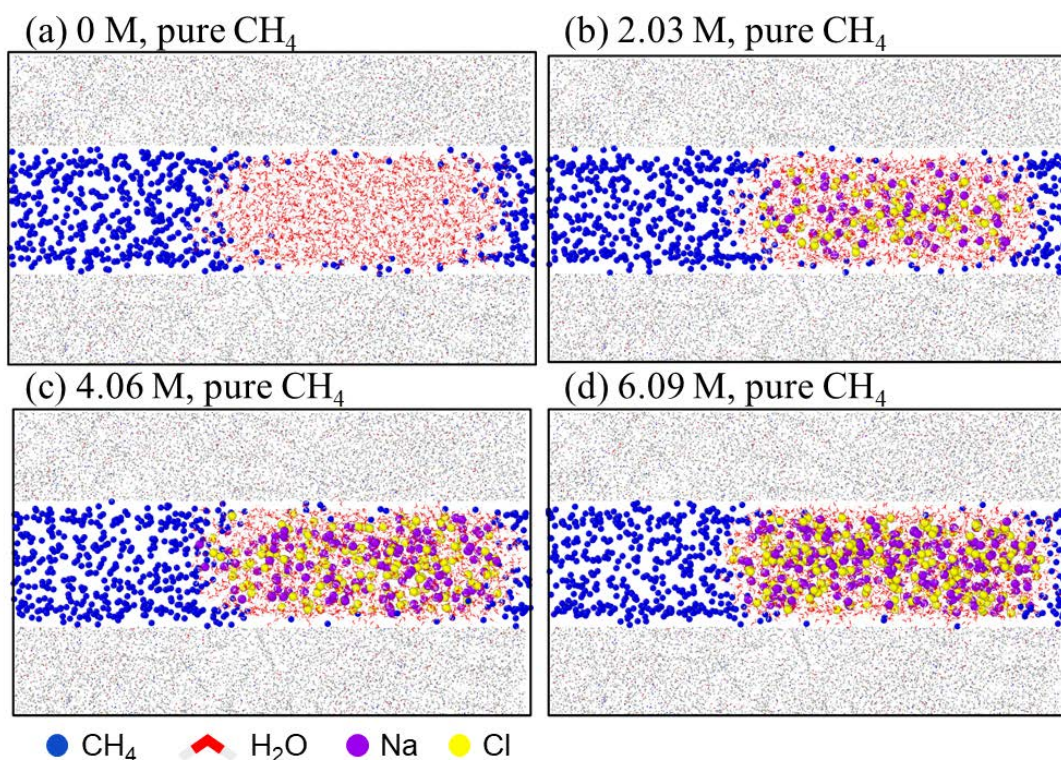 (a) 0 M, pure CH₄
(b) 2.03 M, pure CH₄
(c) 4.06 M, pure CH₄
(d) 6.09 M, pure CH₄
CH₄ H₂O Na Cl